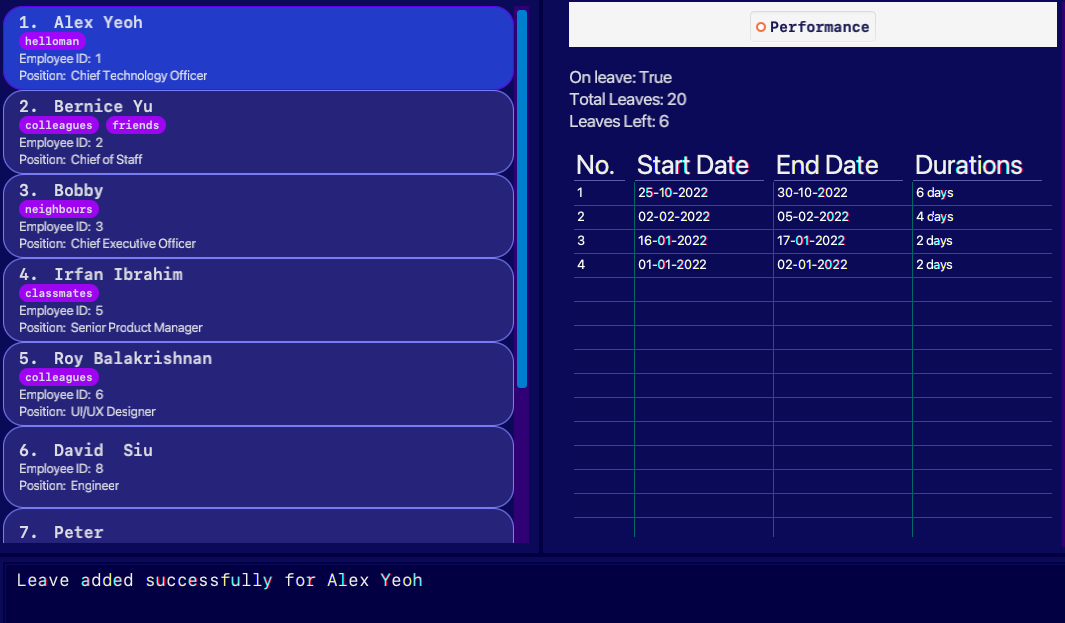 1. Alex Yeoh
helloman
Employee ID: 1
Position: Chief Technology Officer
2. Bernice Yu
colleagues friends
Employee ID: 2
Position: Chief of Staff
3. Bobby
neighbours
Employee ID: 3
Position: Chief Executive Officer
4. Irfan Ibrahim
classmates
Employee ID: 5
Position: Senior Product Manager
5. Roy Balakrishnan
colleagues
Employee ID: 6
Position: UI/UX Designer
6. David Siu
Employee ID: 8
Position: Engineer
7. Peter
Performance
On leave: True
Total Leaves: 20
Leaves Left: 6
No. Start Date End Date Durations
1 25-10-2022 30-10-2022 6 days
2 02-02-2022 05-02-2022 4 days
3 16-01-2022 17-01-2022 2 days
4 01-01-2022 02-01-2022 2 days
Leave added successfully for Alex Yeoh